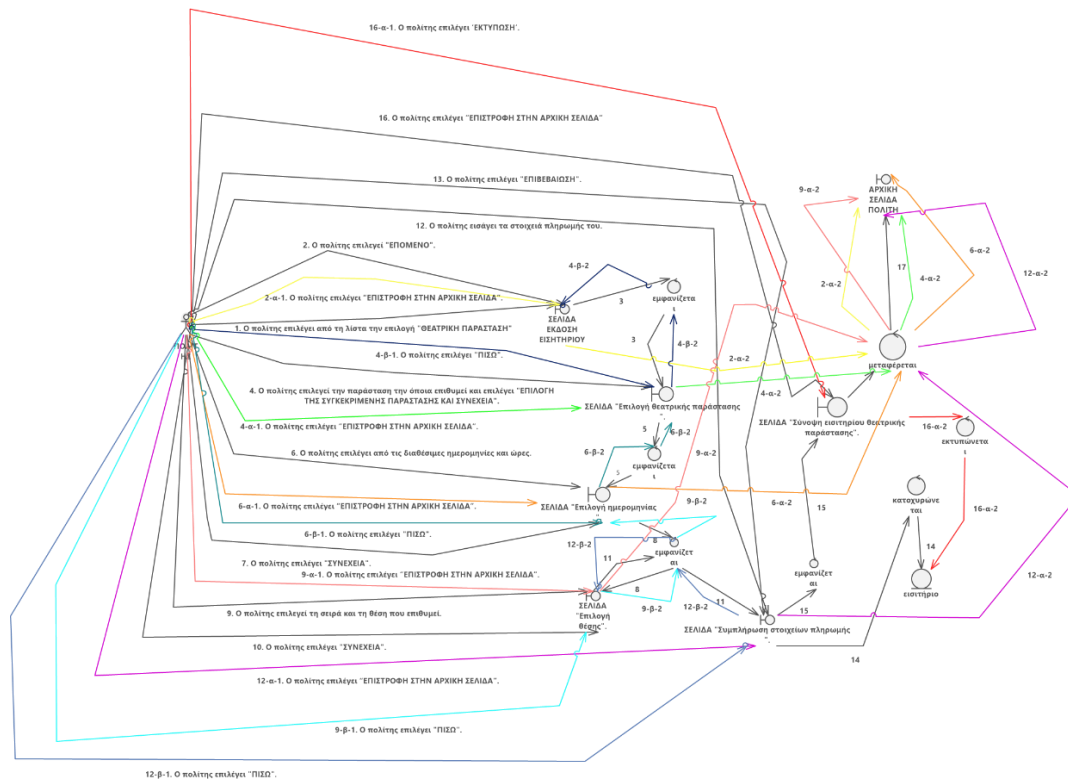 16-α-1. Ο πολίτης επιλέγει 'ΕΚΤΥΠΩΣΗ'.
16. Ο πολίτης επιλέγει "ΕΠΙΣΤΡΟΦΗ ΣΤΗΝ ΑΡΧΙΚΗ ΣΕΛΙΔΑ"
13. Ο πολίτης επιλέγει "ΕΠΙΒΕΒΑΙΩΣΗ".
9-α-2
ΑΡΧΙΚΗ
ΣΕΛΙΔΑ
ΠΟΛΙΤΗ
12. Ο πολίτης εισάγει τα στοιχειά πληρωμής του.
2. Ο πολίτης επιλεγεί "ΕΠΟΜΕΝΟ".
6-α-2
4-β-2
17
12-α-2
4-α-2
2-α-2
2-α-1. Ο πολίτης επιλέγει "ΕΠΙΣΤΡΟΦΗ ΣΤΗΝ ΑΡΧΙΚΗ ΣΕΛΙΔΑ".
3
εμφανίζετα
ι
ΣΕΛΙΔΑ
ΕΚΔΟΣΗ
ΕΙΣΗΤΗΡΙΟΥ
1. Ο πολίτης επιλέγει από τη λίστα την επιλογή "ΘΕΑΤΡΙΚΗ ΠΑΡΑΣΤΑΣΗ"
3
4-β-2
4-β-1. Ο πολίτης επιλέγει "ΠΙΣΩ".
2-α-2
μεταφέρεται
4. Ο πολίτης επιλεγεί την παράσταση την όποια επιθυμεί και επιλέγει "ΕΠΙΛΟΓΗ
ΤΗΣ ΣΥΓΚΕΚΡΙΜΕΝΗΣ ΠΑΡΑΣΤΑΣΗΣ ΚΑΙ ΣΥΝΕΧΕΙΑ".
4-α-2
ΣΕΛΙΔΑ "Επιλογή θεατρικής παράστασης
".
ΣΕΛΙΔΑ "Σύνοψη εισιτηρίου θεατρικής
παράστασης".
4-α-1. Ο πολίτης επιλέγει "ΕΠΙΣΤΡΟΦΗ ΣΤΗΝ ΑΡΧΙΚΗ ΣΕΛΙΔΑ".
5
6-β-2
16-α-2
εκτυπώνετα
ι
6. Ο πολίτης επιλέγει από τις διαθέσιμες ημερομηνίες και ώρες.
6-β-2
9-α-2
εμφανίζεται
ι
5
κατοχυρώνε
ται
6-α-1. Ο πολίτης επιλέγει "ΕΠΙΣΤΡΟΦΗ ΣΤΗΝ ΑΡΧΙΚΗ ΣΕΛΙΔΑ".
ΣΕΛΙΔΑ "Επιλογή ημερομηνίας
9-β-2
6-α-2
15
16-α-2
6-β-1. Ο πολίτης επιλέγει "ΠΙΣΩ".
8
12-β-2
εμφανίζετ
αι
14
7. Ο πολίτης επιλέγει "ΣΥΝΕΧΕΙΑ".
11
9-α-1. Ο πολίτης επιλέγει "ΕΠΙΣΤΡΟΦΗ ΣΤΗΝ ΑΡΧΙΚΗ ΣΕΛΙΔΑ".
εμφανίζετ
αι
12-α-2
8
εισιτήριο
ΣΕΛΙΔΑ
"Επιλογή
θέσης".
9-β-2
12-β-2
11
15
9. Ο πολίτης επιλεγεί τη σειρά και τη θέση που επιθυμεί.
ΣΕΛΙΔΑ "Συμπλήρωση στοιχείων πληρωμής
".
10. Ο πολίτης επιλέγει "ΣΥΝΕΧΕΙΑ".
14
12-α-1. Ο πολίτης επιλέγει "ΕΠΙΣΤΡΟΦΗ ΣΤΗΝ ΑΡΧΙΚΗ ΣΕΛΙΔΑ".
9-β-1. Ο πολίτης επιλέγει "ΠΙΣΩ".
12-β-1. Ο πολίτης επιλέγει "ΠΙΣΩ".